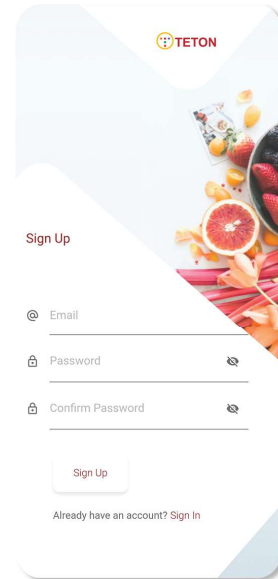 TETON
Sign Up
@ Email
Password
Confirm Password
Sign Up
Already have an account? Sign In